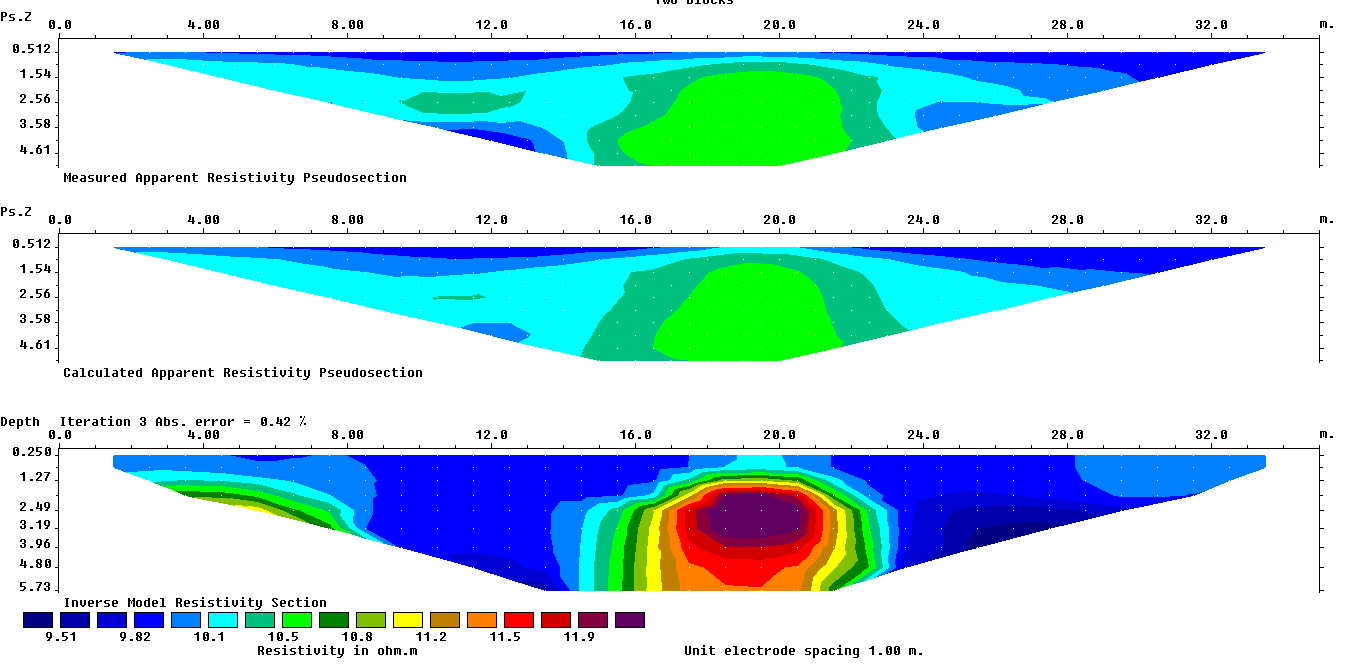 Two blocks
Ps.Z 0.0 4.00 8.00 12.0 16.0 20.0 24.0 28.0 32.0 m.
0.512
1.54
2.56
3.58
4.61
Measured Apparent Resistivity Pseudosection
Ps.Z 0.0 4.00 8.00 12.0 16.0 20.0 24.0 28.0 32.0 m.
0.512
1.54
2.56
3.58
4.61
Calculated Apparent Resistivity Pseudosection
Depth Iteration 3 Abs. error = 0.42 %
0.0 4.00 8.00 12.0 16.0 20.0 24.0 28.0 32.0 m.
0.250
1.27
2.49
3.19
3.96
4.80
5.73
Inverse Model Resistivity Section
9.51 9.82 10.1 10.5 10.8 11.2 11.5 11.9
Resistivity in ohm.m Unit electrode spacing 1.00 m.